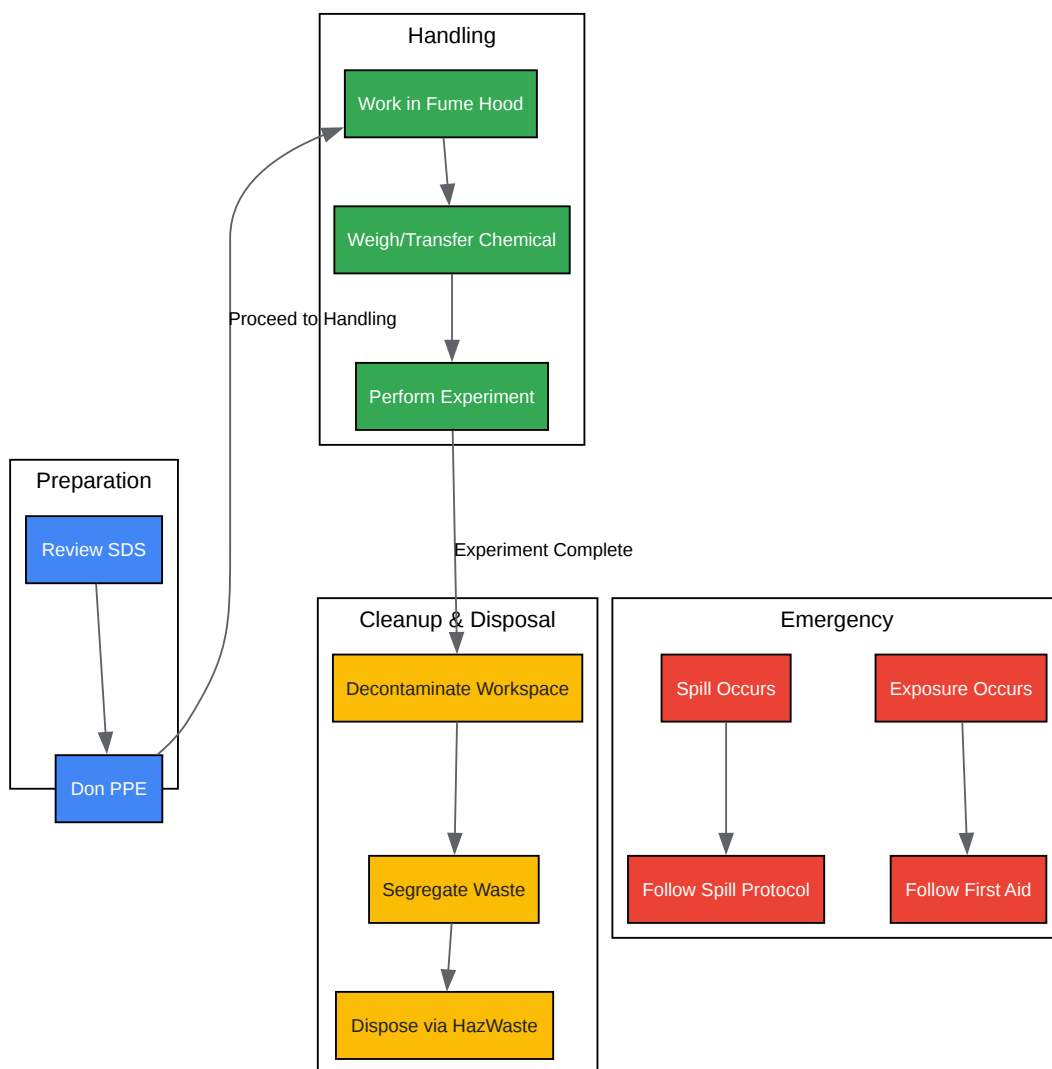 Handling
Work in Fume Hood
Weigh/Transfer Chemical
Proceed to Handling
Perform Experiment
Preparation
Review SDS
Don PPE
Experiment Complete
Cleanup & Disposal
Decontaminate Workspace
Segregate Waste
Dispose via HazWaste
Emergency
Spill Occurs
Exposure Occurs
Follow Spill Protocol
Follow First Aid